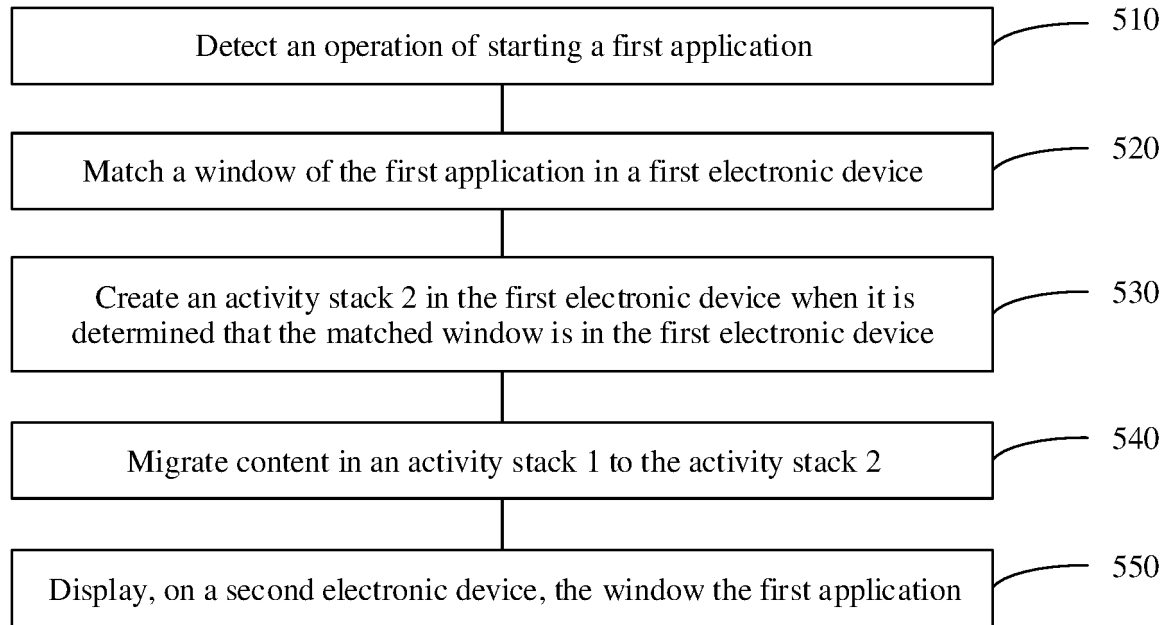 Detect an operation of starting a first application
510
Match a window of the first application in a first electronic device
520
Create an activity stack 2 in the first electronic device when it is
determined that the matched window is in the first electronic device
530
Migrate content in an activity stack 1 to the activity stack 2
540
Display, on a second electronic device, the window the first application
550